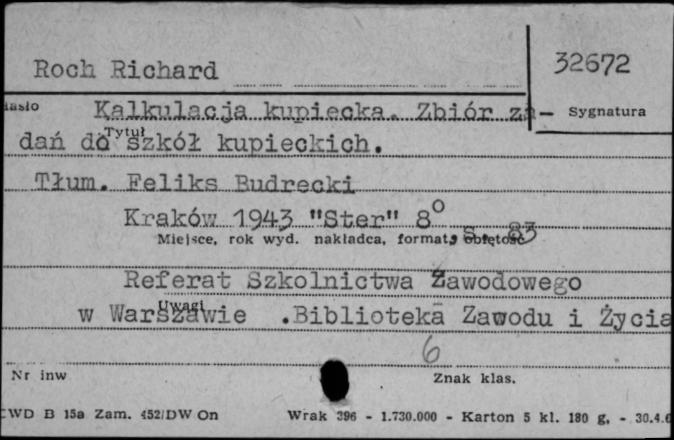 Roch Richard
32672
Sygnatura
Kalkulacja kupiecka. Zbiór za-
Tytuł
dań do szkół kupieckich.
Tłum. Feliks Budrecki
Kraków 1943 "Ster" 8° s. 83
Miejsce, rok wyd. nakładca, format, objętość
Referat Szkolnictwa Zawodowego
Uwagi
w Warszawie .Biblioteka Zawodu i Życia
6
Nr inw
Znak klas.
CWD B 15a Zam. 452/DW On Wrak 396 - 1.730.000 - Karton 5 kl. 180 g. - 30.4.6